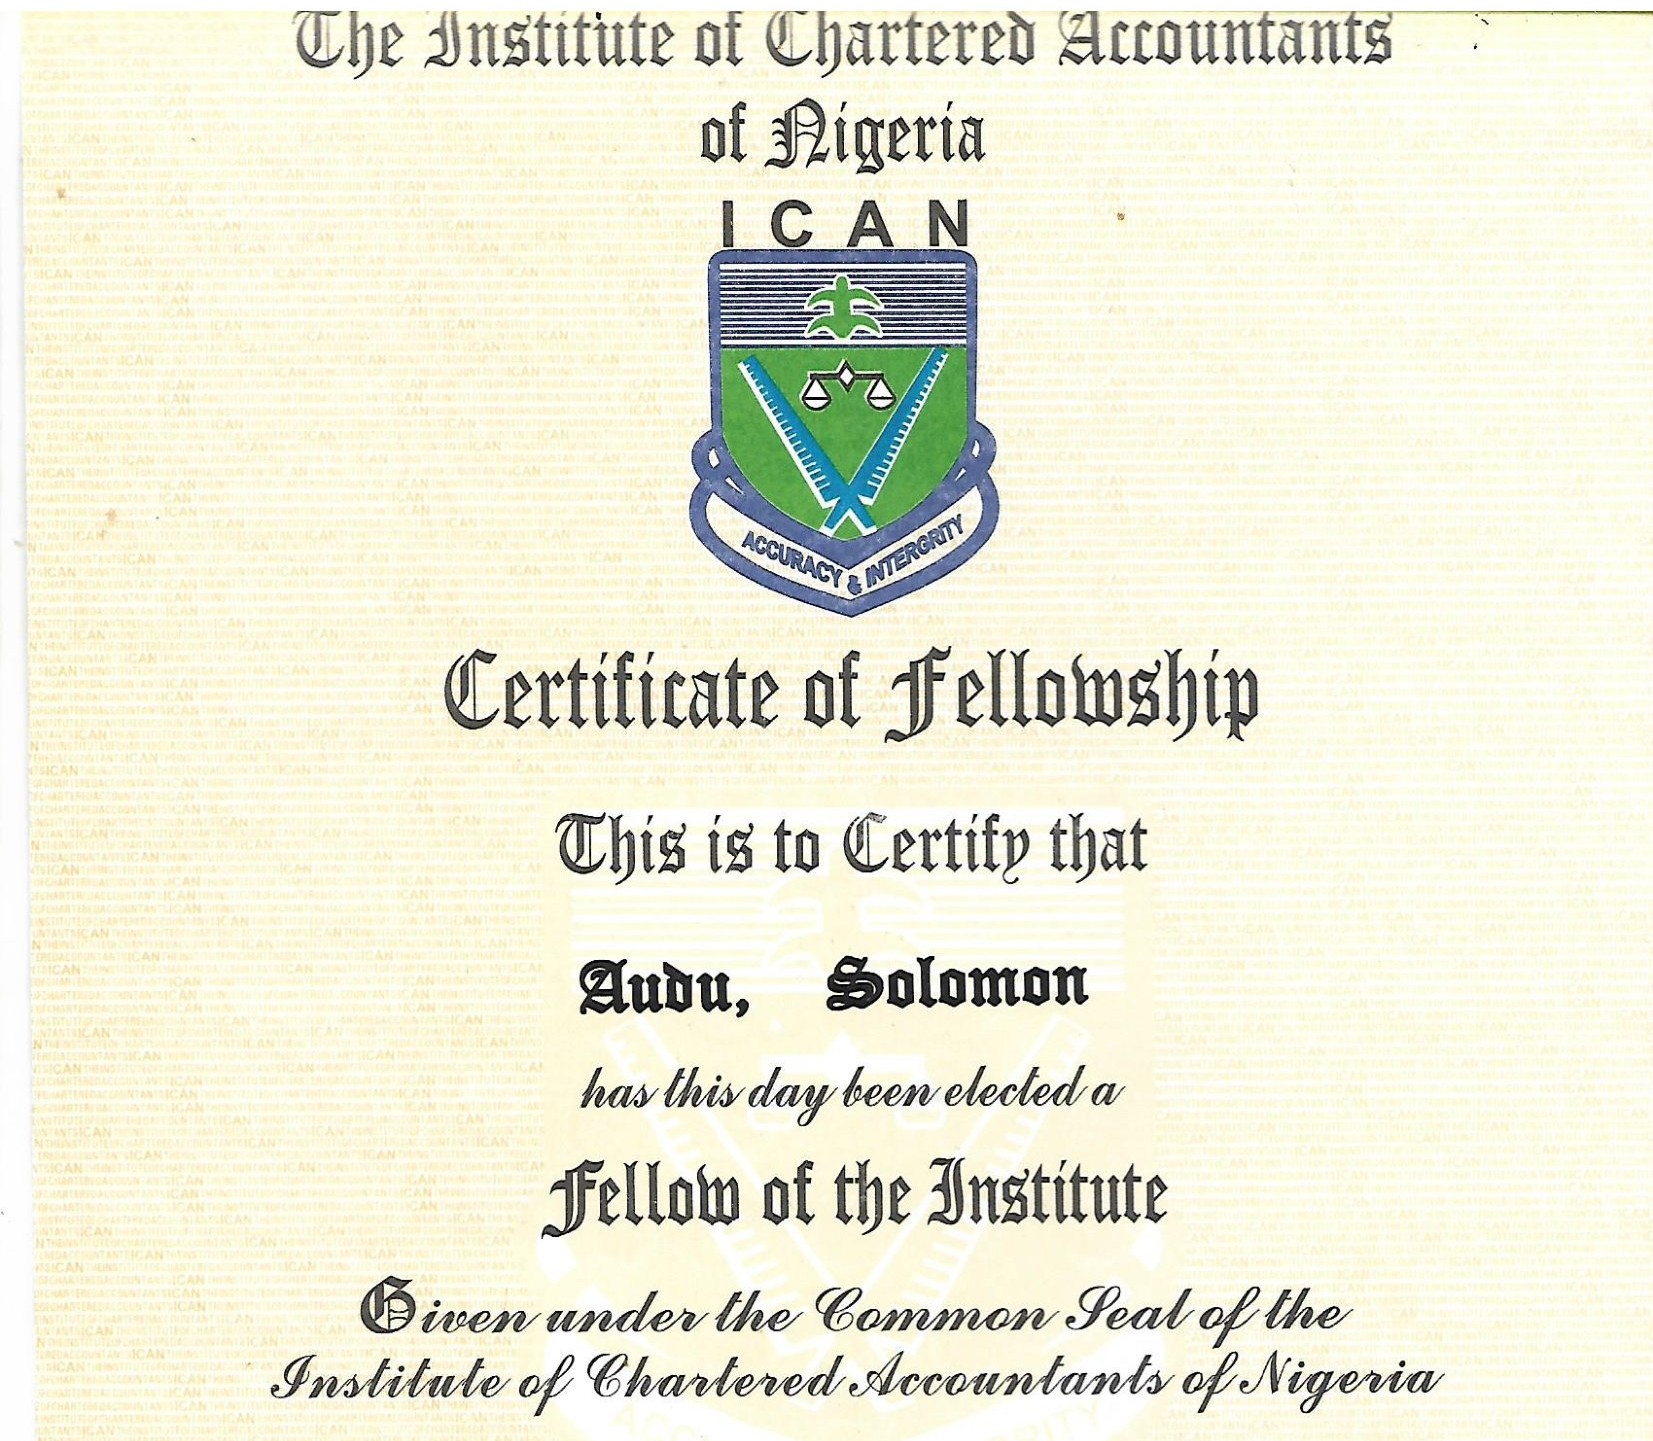 The Institute of Chartered Accountants
of Nigeria
I C A N
ACCURACY & INTERGRITY
Certificate of Fellowship
This is to Certify that
Audu, Solomon
has this day been elected a
Fellow of the Institute
Given under the Common Seal of the
Institute of Chartered Accountants of Nigeria